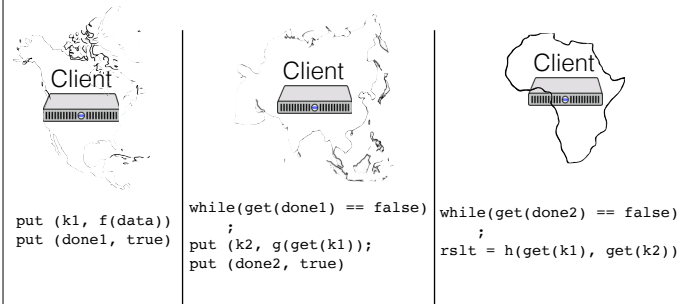 Client
put (k1, f(data))
put (done1, true)
Client
while(get(done1) == false)
;
put (k2, g(get(k1));
put (done2, true)
Client
while(get(done2) == false)
;
rslt = h(get(k1), get(k2))